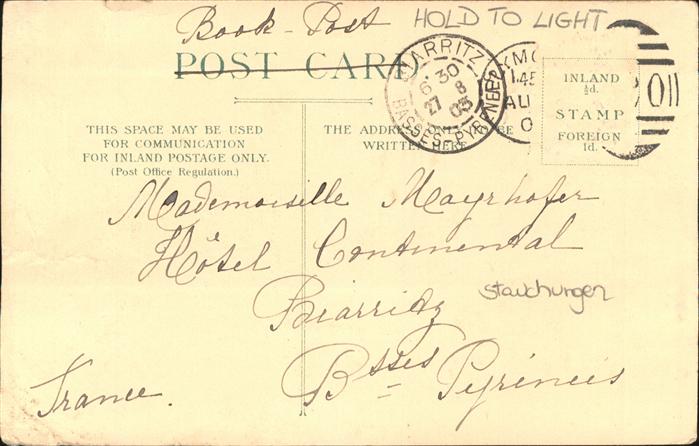 Book-Post
HOLD TO LIGHT
POST CARD
BIARRITZ
6 30
27 8
03
BASSES-PYRENEES
INLAND
½d.
STAMP
FOREIGN
1d.
THIS SPACE MAY BE USED
FOR COMMUNICATION
FOR INLAND POSTAGE ONLY.
(Post Office Regulation.)
THE ADDRESS ONLY TO BE
WRITTEN HERE
Mademoiselle Mayrhofer
Hôtel Continental
Biarritz
stauchungen
Bsses Pyrénées
France.